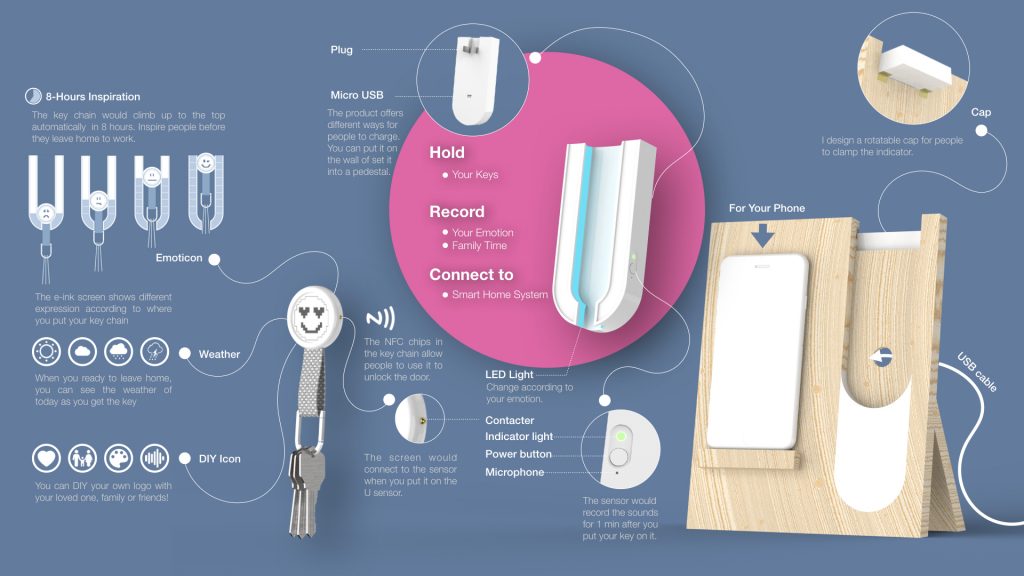 8-Hours Inspiration
The key chain would climb up to the top
automatically in 8 hours. Inspire people before
they leave home to work.
Emoticon
The e-ink screen shows different
expression according to where
you put your key chain
Weather
When you ready to leave home,
you can see the weather of
today as you get the key
DIY Icon
You can DIY your own logo with
your loved one, family or friends!
Plug
Micro USB
The product offers
different ways for
people to charge.
You can put it on
the wall of set it
into a pedestal.
Hold
Your Keys
Record
Your Emotion
Family Time
Connect to
Smart Home System
The NFC chips in
the key chain allow
people to use it to
unlock the door.
The screen would
connect to the sensor
when you put it on the
U sensor.
LED Light
Change according to
your emotion.
Contacter
Indicator light
Power button
Microphone
The sensor would
record the sounds
for 1 min after you
put your key on it.
Cap
I design a rotatable cap for people
to clamp the indicator.
For Your Phone
USB cable